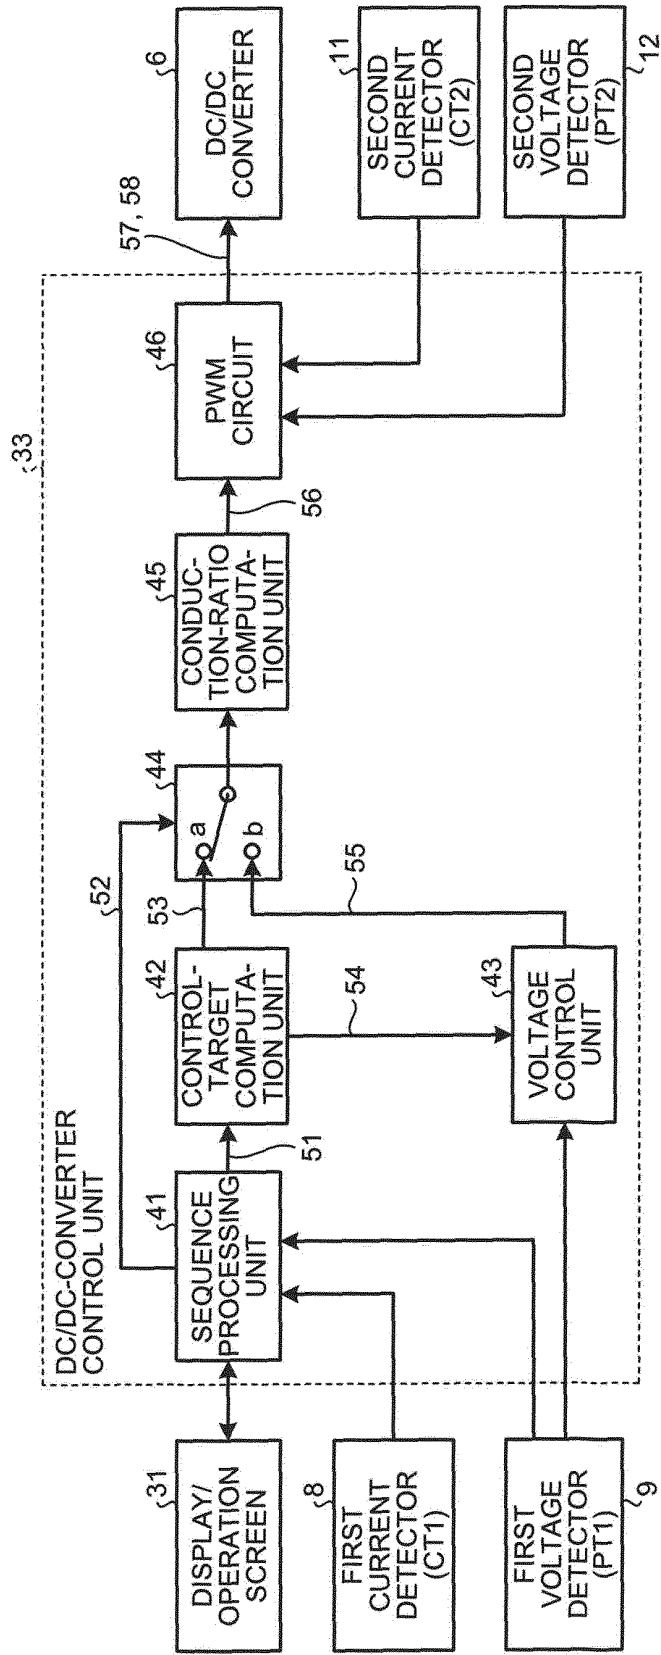 DC/DC-CONVERTER
CONTROL UNIT
33
31
DISPLAY/
OPERATION
SCREEN
8
FIRST
CURRENT
DETECTOR
(CT1)
9
FIRST
VOLTAGE
DETECTOR
(PT1)
41
SEQUENCE
PROCESSING
UNIT
51
52
42
CONTROL-
TARGET
COMPUTA-
TION UNIT
53
54
43
VOLTAGE
CONTROL
UNIT
55
44
a
b
45
CONDUC-
TION-RATIO
COMPUTA-
TION UNIT
56
46
PWM
CIRCUIT
57, 58
6
DC/DC
CONVERTER
11
SECOND
CURRENT
DETECTOR
(CT2)
12
SECOND
VOLTAGE
DETECTOR
(PT2)